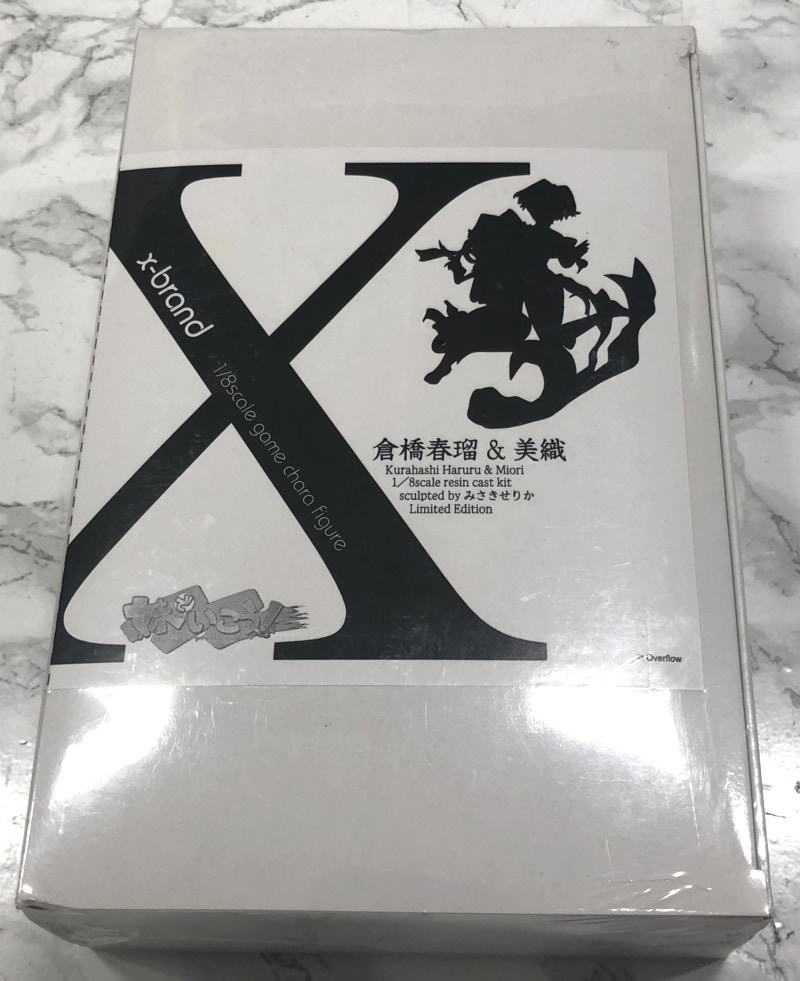 x-brand
1/8scale game chara figure
倉橋春瑠 & 美織
Kurahashi Haruru & Miori
1/8scale resin cast kit
sculpted by みさきせりか
Limited Edition
Overflow